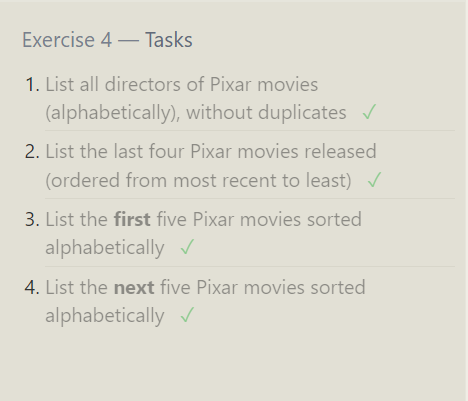 Exercise 4 — Tasks
1. List all directors of Pixar movies
(alphabetically), without duplicates ✓
2. List the last four Pixar movies released
(ordered from most recent to least) ✓
3. List the first five Pixar movies sorted
alphabetically ✓
4. List the next five Pixar movies sorted
alphabetically ✓